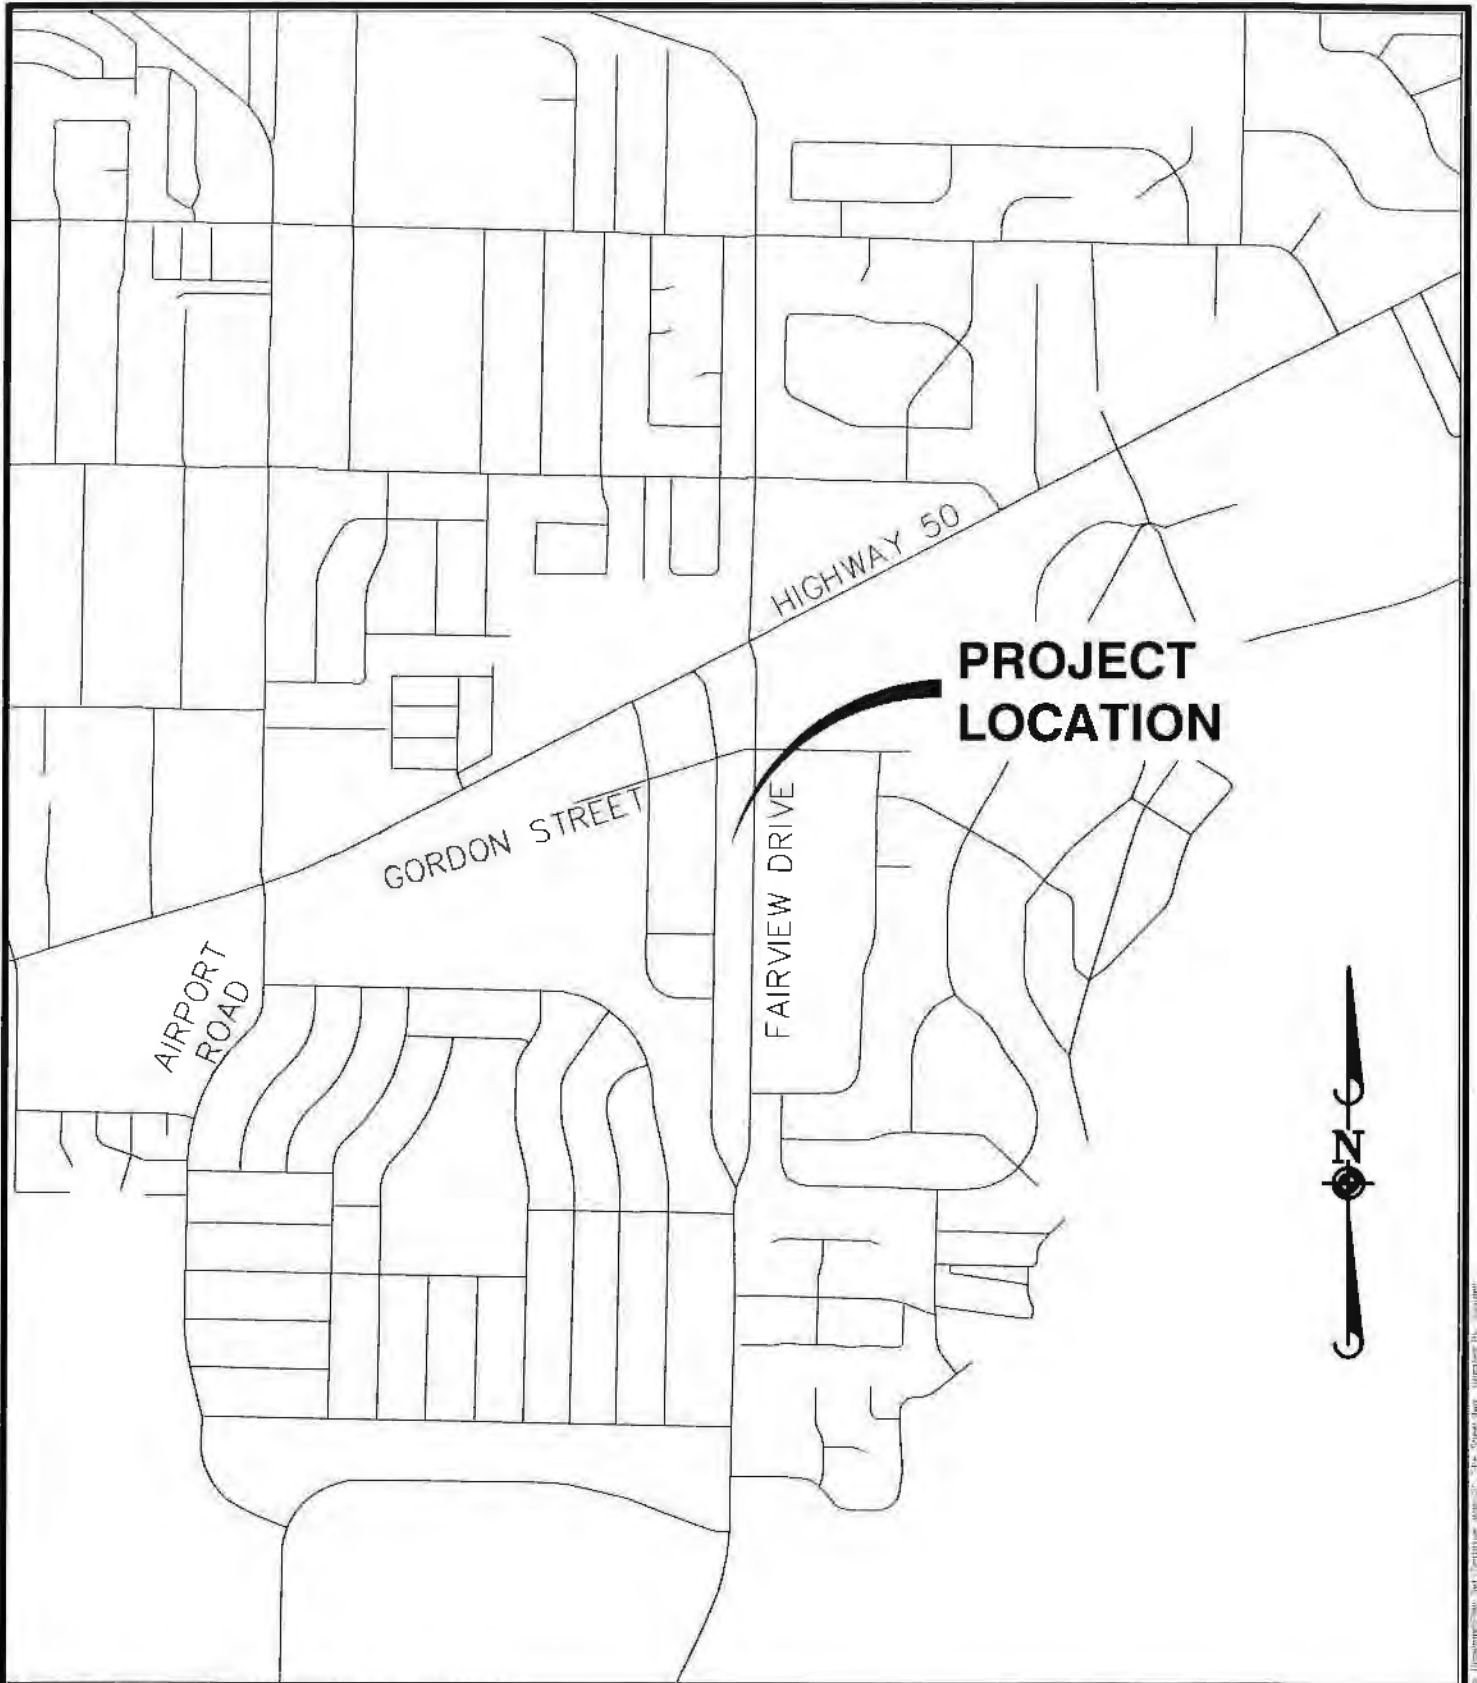 HIGHWAY 50
PROJECT
LOCATION
GORDON STREET
FAIRVIEW DRIVE
AIRPORT
ROAD
N